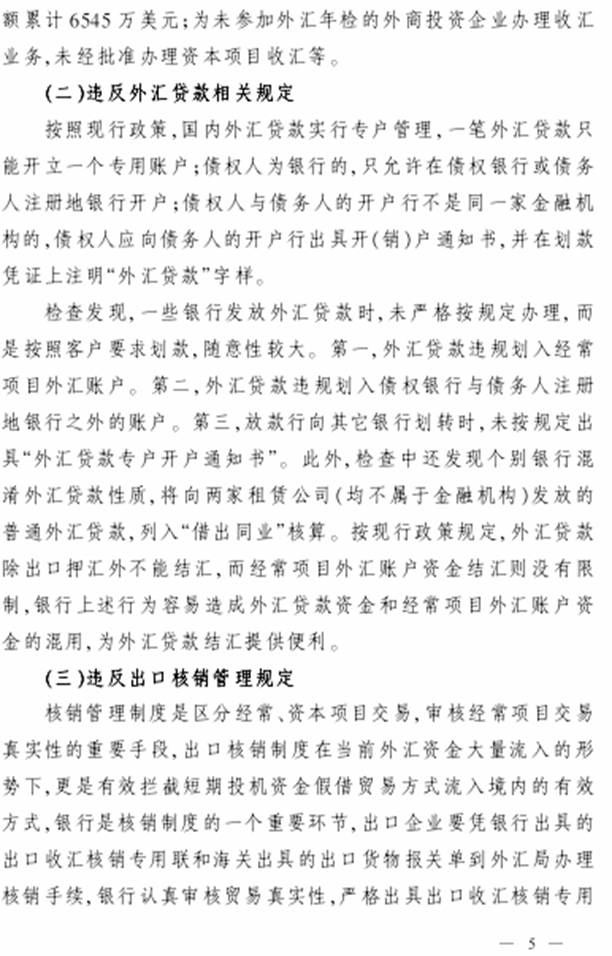 额累计 6545 万美元;为未参加外汇年检的外商投资企业办理收汇
业务,未经批准办理资本项目收汇等。
(二)违反外汇贷款相关规定
按照现行政策,国内外汇贷款实行专户管理,一笔外汇贷款只
能开立一个专用账户;债权人为银行的,只允许在债权银行或债务
人注册地银行开户;债权人与债务人的开户行不是同一家金融机
构的,债权人应向债务人的开户行出具开(销)户通知书,并在划款
凭证上注明“外汇贷款”字样。
检查发现,一些银行发放外汇贷款时,未严格按规定办理,而
是按照客户要求划款,随意性较大。第一,外汇贷款违规划入经常
项目外汇账户。第二,外汇贷款违规划入债权银行与债务人注册
地银行之外的账户。第三,放款行向其它银行划转时,未按规定出
具“外汇贷款专户开户通知书”。此外,检查中还发现个别银行混
淆外汇贷款性质,将向两家租赁公司(均不属于金融机构)发放的
普通外汇贷款,列入“借出同业”核算。按现行政策规定,外汇贷款
除出口押汇外不能结汇,而经常项目外汇账户资金结汇则没有限
制,银行上述行为容易造成外汇贷款资金和经常项目外汇账户资
金的混用,为外汇贷款结汇提供便利。
(三)违反出口核销管理规定
核销管理制度是区分经常、资本项目交易,审核经常项目交易
真实性的重要手段,出口核销制度在当前外汇资金大量流入的形
势下,更是有效拦截短期投机资金假借贸易方式流入境内的有效
方式,银行是核销制度的一个重要环节,出口企业要凭银行出具的
出口收汇核销专用联和海关出具的出口货物报关单到外汇局办理
核销手续,银行认真审核贸易真实性,严格出具出口收汇核销专用
— 5 —